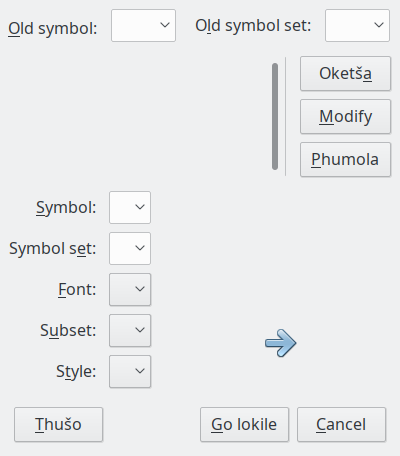 Old symbol: Old symbol set:
Oketša
Modify
Phumola
Symbol:
Symbol set:
Font:
Subset:
Style:
Thušo Go lokile Cancel